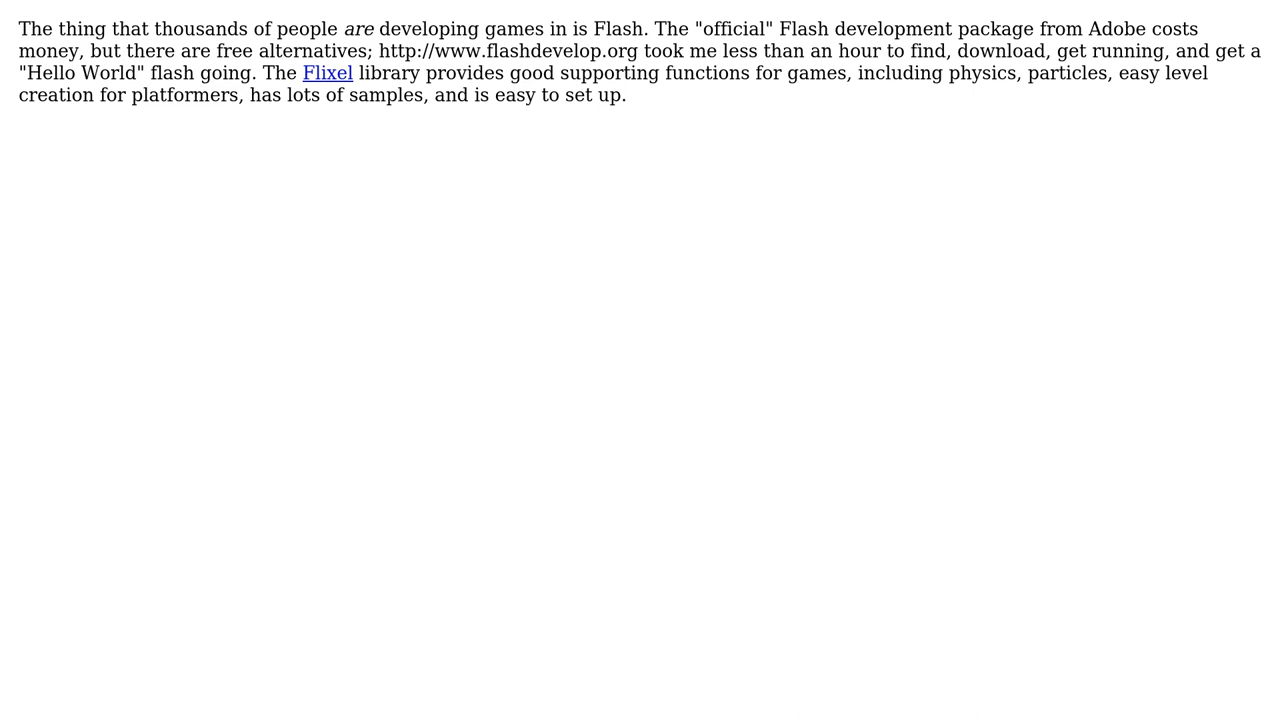 The thing that thousands of people are developing games in is Flash. The "official" Flash development package from Adobe costs
money, but there are free alternatives; http://www.flashdevelop.org took me less than an hour to find, download, get running, and get a
"Hello World" flash going. The Flixel library provides good supporting functions for games, including physics, particles, easy level
creation for platformers, has lots of samples, and is easy to set up.